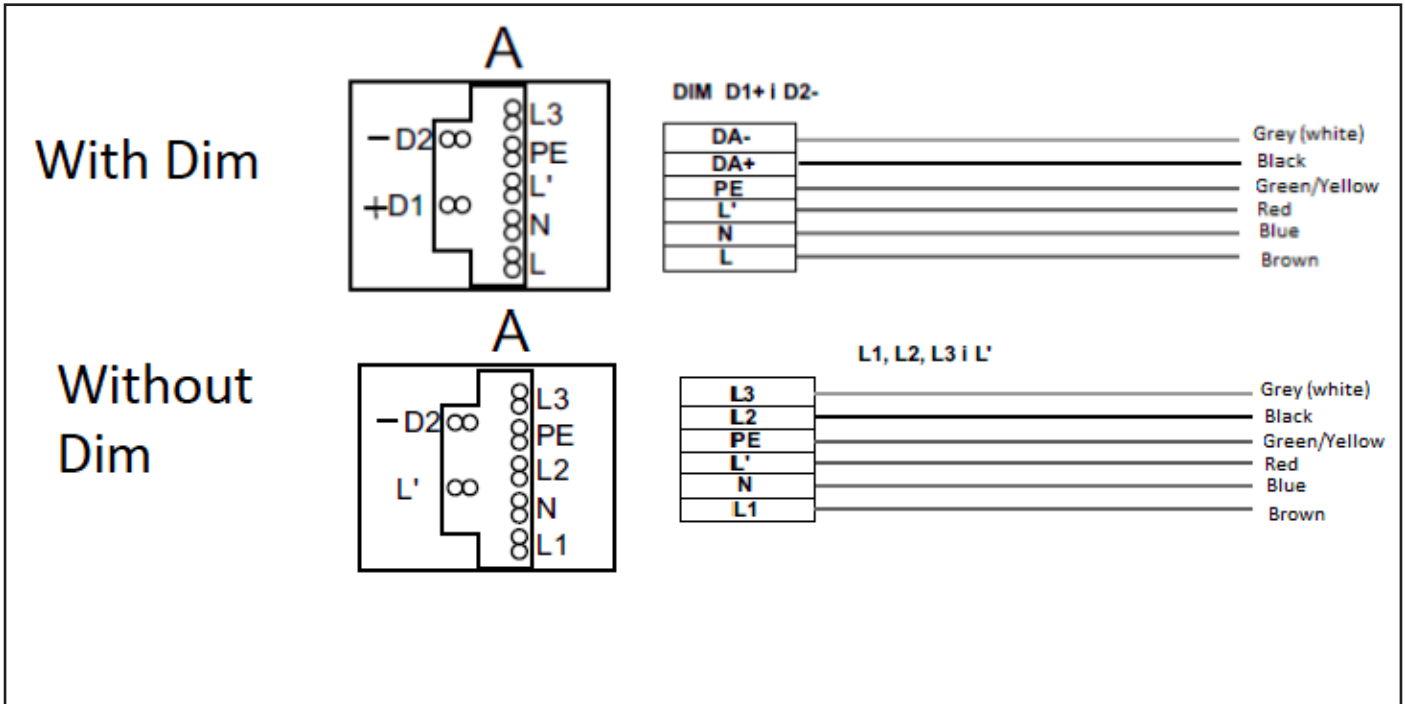 A
With Dim
− D2
+D1
L3
PE
L'
N
L
DIM D1+ i D2-
DA- Grey (white)
DA+ Black
PE Green/Yellow
L' Red
N Blue
L Brown
A
Without
Dim
− D2
L'
L3
PE
L2
N
L1
L1, L2, L3 i L'
L3 Grey (white)
L2 Black
PE Green/Yellow
L' Red
N Blue
L1 Brown